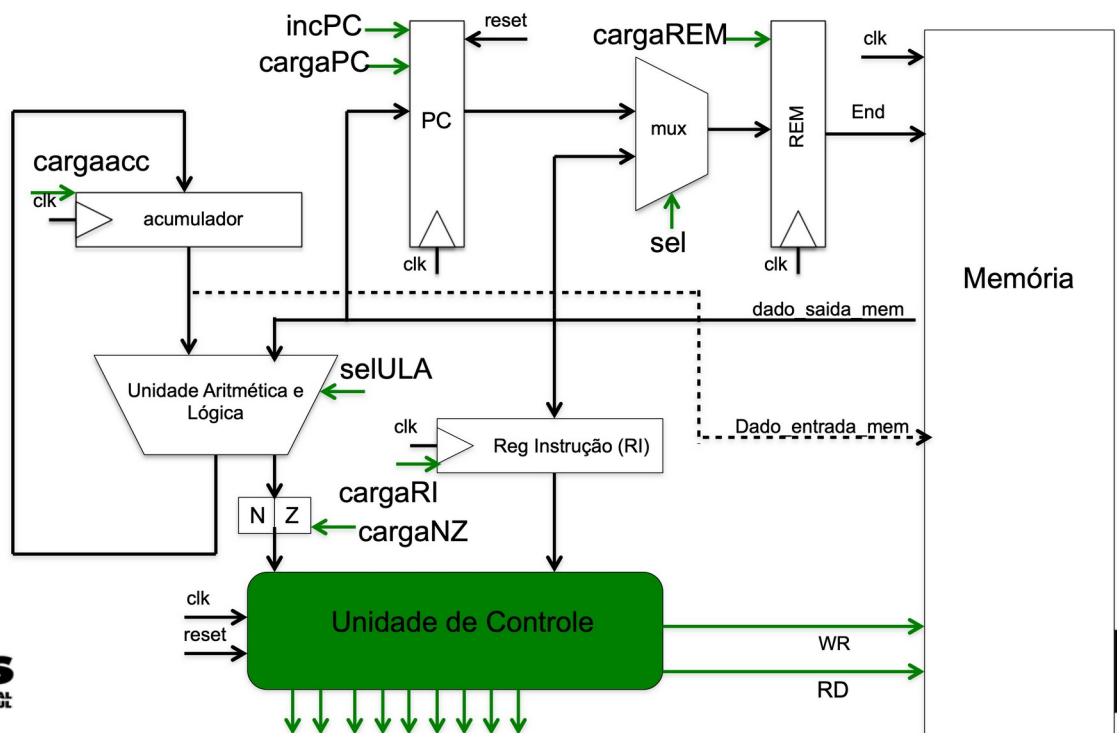 incPC
reset
cargaREM
clk
cargaPC
PC
mux
REM
End
cargaacc
clk
acumulador
sel
clk
clk
Memória
dado_saida_mem
selULA
Unidade Aritmética e
Lógica
clk
Reg Instrução (RI)
Dado_entrada_mem
cargaRI
N Z
cargaNZ
clk
reset
Unidade de Controle
WR
RD